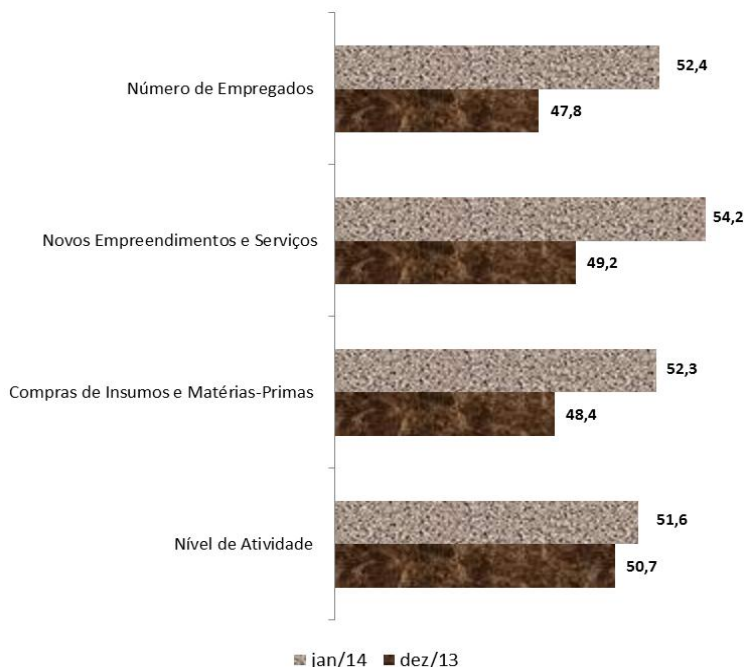 52,4
Número de Empregados
47,8
54,2
Novos Empreendimentos e Serviços
49,2
52,3
Compras de Insumos e Matérias-Primas
48,4
51,6
Nível de Atividade
50,7
jan/14 dez/13